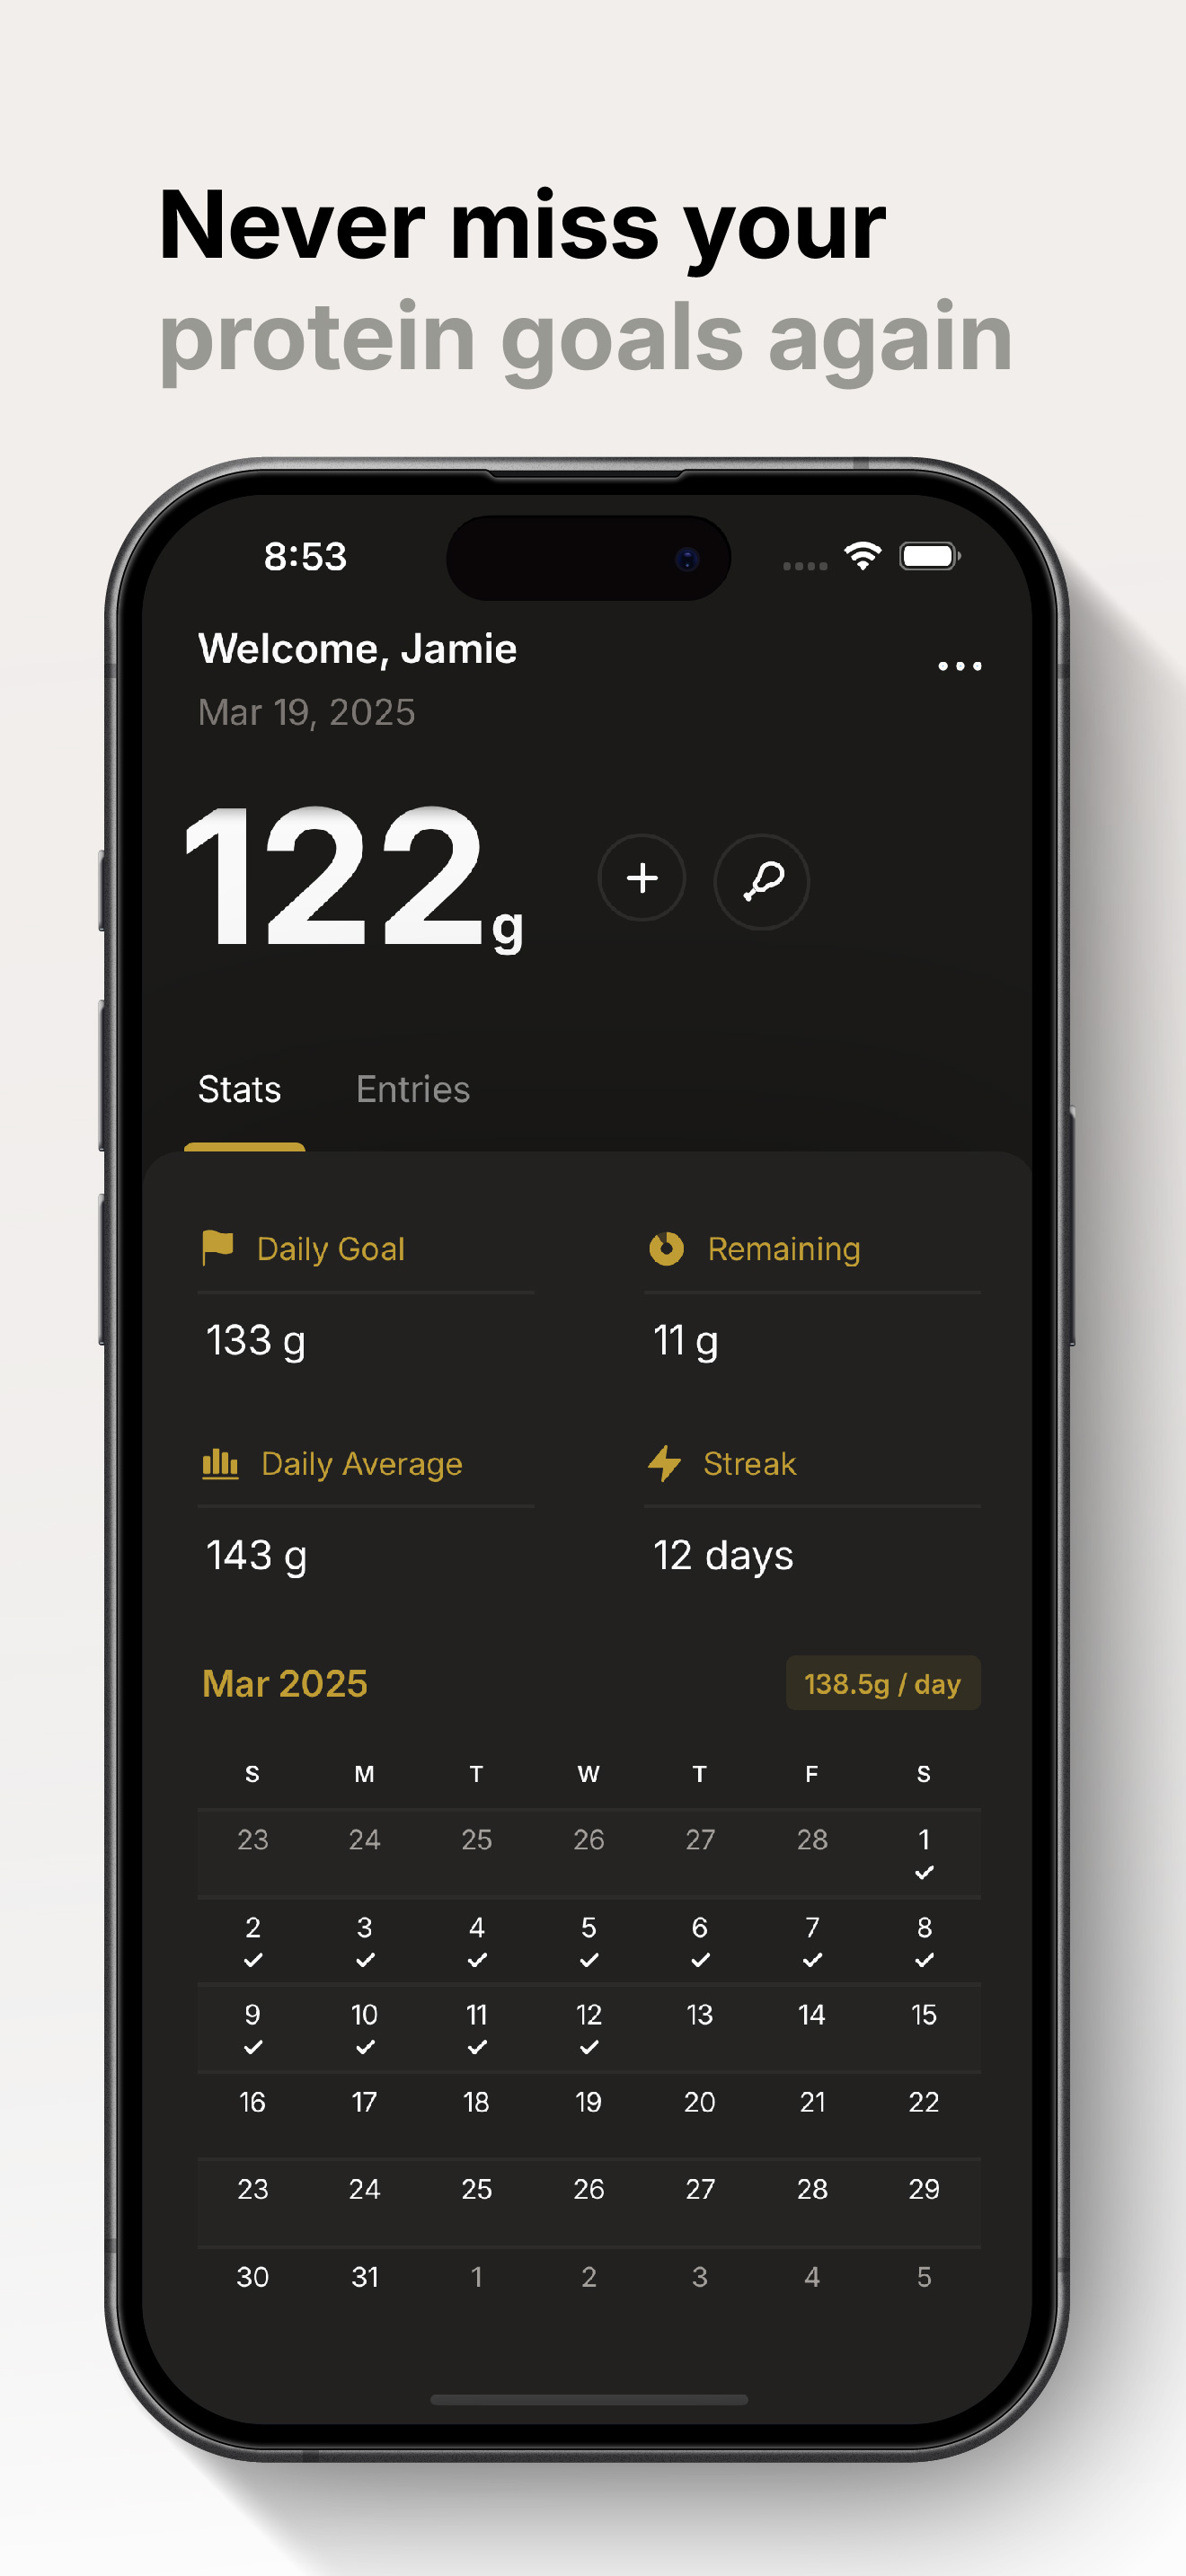 Never miss your
protein goals again
8:53
Welcome, Jamie
Mar 19, 2025
122g
Stats Entries
Daily Goal Remaining
133 g 11 g
Daily Average Streak
143 g 12 days
Mar 2025 138.5g / day
S M T W T F S
23 24 25 26 27 28 1
2 3 4 5 6 7 8
9 10 11 12 13 14 15
16 17 18 19 20 21 22
23 24 25 26 27 28 29
30 31 1 2 3 4 5